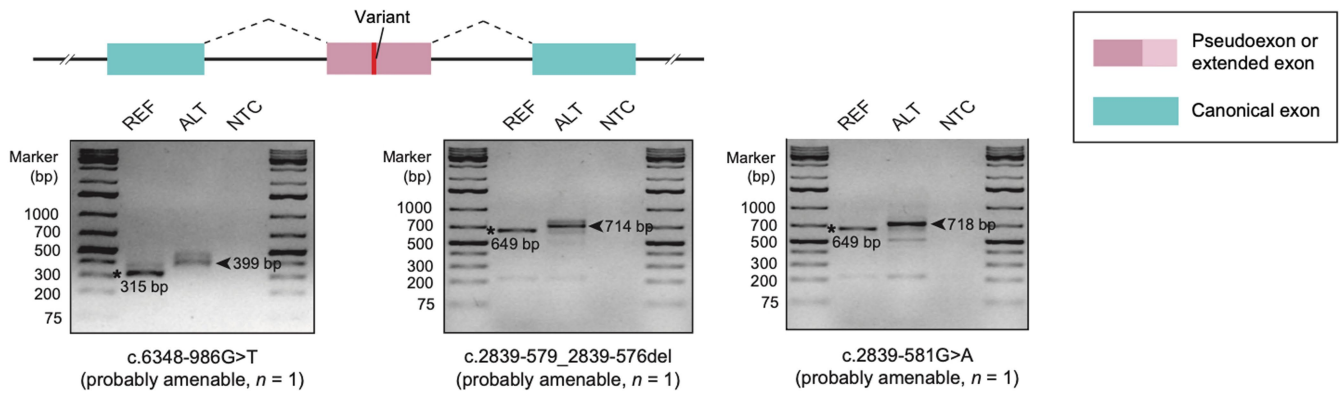 Variant
Pseudoexon or
extended exon
Canonical exon
REF ALT NTC
Marker
(bp)
1000
700
500
400
300
200
75
*
315 bp
399 bp
c.6348-986G>T
(probably amenable, n = 1)
REF ALT NTC
Marker
(bp)
1000
700
500
300
200
75
*
649 bp
714 bp
c.2839-579_2839-576del
(probably amenable, n = 1)
REF ALT NTC
Marker
(bp)
1000
700
500
300
200
75
*
649 bp
718 bp
c.2839-581G>A
(probably amenable, n = 1)